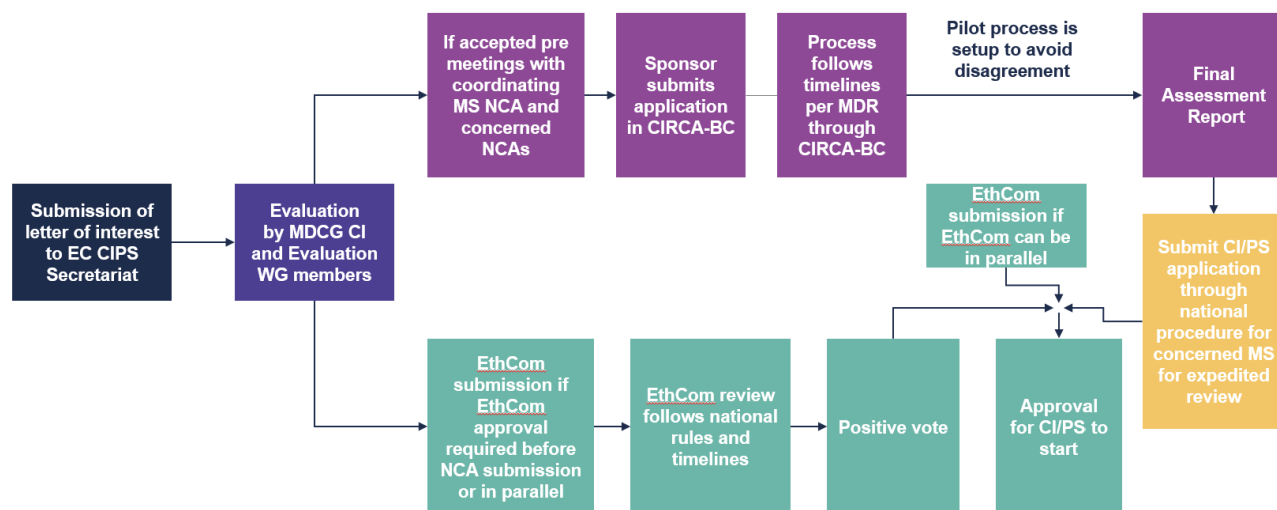 If accepted pre
meetings with
coordinating
MS NCA and
concerned
NCAs
Sponsor
submits
application
in CIRCA-BC
Process
follows
timelines
per MDR
through
CIRCA-BC
Pilot process is
setup to avoid
disagreement
Final
Assessment
Report
Submission of
letter of interest
to EC CIPS
Secretariat
Evaluation
by MDCG CI
and Evaluation
WG members
EthCom
submission if
EthCom can be
in parallel
Submit CI/PS
application
through
national
procedure for
concerned MS
for expedited
review
EthCom
submission if
EthCom
approval
required before
NCA submission
or in parallel
EthCom review
follows national
rules and
timelines
Positive vote
Approval
for CI/PS to
start